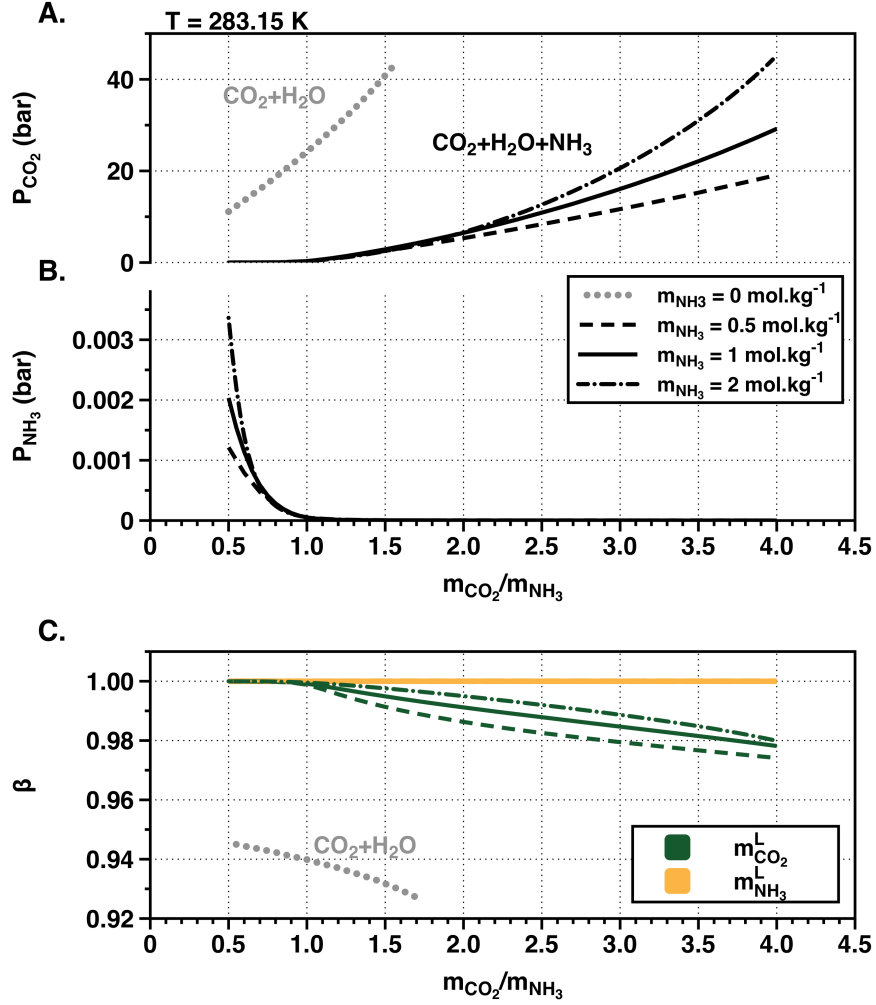 A.
T = 283.15 K
40
20
0
P_CO₂ (bar)
CO₂+H₂O
CO₂+H₂O+NH₃
B.
0.003
0.002
0.001
0
P_NH₃ (bar)
m_NH3 = 0 mol.kg⁻¹
m_NH₃ = 0.5 mol.kg⁻¹
m_NH₃ = 1 mol.kg⁻¹
m_NH₃ = 2 mol.kg⁻¹
0 0.5 1.0 1.5 2.0 2.5 3.0 3.5 4.0 4.5
m_CO₂/m_NH₃
C.
1.00
0.98
0.96
0.94
0.92
β
CO₂+H₂O
m^L_CO₂
m^L_NH₃
0 0.5 1.0 1.5 2.0 2.5 3.0 3.5 4.0 4.5
m_CO₂/m_NH₃